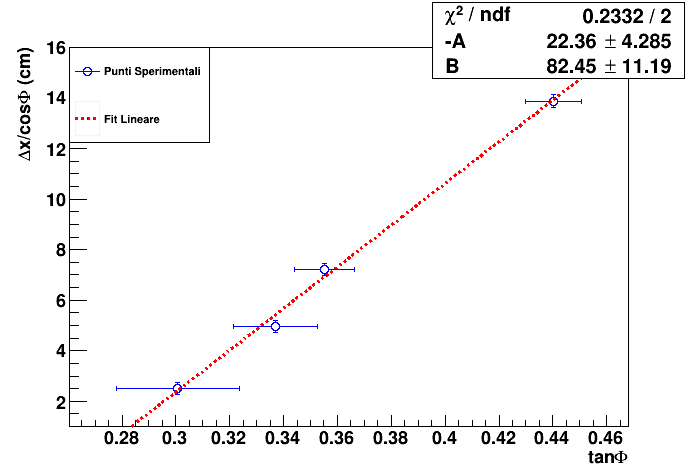 χ² / ndf 0.2332 / 2
-A 22.36 ± 4.285
B 82.45 ± 11.19
Δx/cosΦ (cm)
16
14
12
10
8
6
4
2
Punti Sperimentali
Fit Lineare
0.28 0.3 0.32 0.34 0.36 0.38 0.4 0.42 0.44 0.46
tanΦ